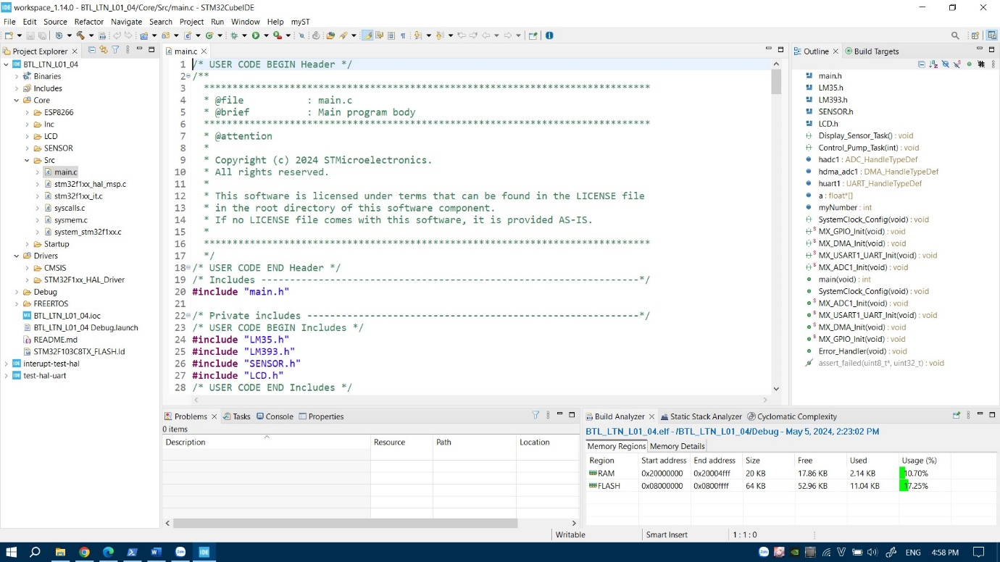 workspace_1.14.0 - BTL_LTN_L01_04/Core/Src/main.c - STM32CubeIDE
File Edit Source Refactor Navigate Search Project Run Window Help myST
Project Explorer
BTL_LTN_L01_04
Binaries
Includes
Core
ESP8266
Inc
LCD
SENSOR
Src
main.c
stm32f1xx_hal_msp.c
stm32f1xx_it.c
syscalls.c
sysmem.c
system_stm32f1xx.c
Startup
Drivers
CMSIS
STM32F1xx_HAL_Driver
Debug
FREERTOS
BTL_LTN_L01_04.ioc
BTL_LTN_L01_04 Debug.launch
README.md
STM32F103C8TX_FLASH.ld
interupt-test-hal
test-hal-uart
main.c
1 /* USER CODE BEGIN Header */
2 /**
3 ******************************************************************************
4 * @file : main.c
5 * @brief : Main program body
6 ******************************************************************************
7 * @attention
8 *
9 * Copyright (c) 2024 STMicroelectronics.
10 * All rights reserved.
11 *
12 * This software is licensed under terms that can be found in the LICENSE file
13 * in the root directory of this software component.
14 * If no LICENSE file comes with this software, it is provided AS-IS.
15 *
16 ******************************************************************************
17 */
18 /* USER CODE END Header */
19 /* Includes ------------------------------------------------------------------*/
20 #include "main.h"
21
22 /* Private includes ----------------------------------------------------------*/
23 /* USER CODE BEGIN Includes */
24 #include "LM35.h"
25 #include "LM393.h"
26 #include "SENSOR.h"
27 #include "LCD.h"
28 /* USER CODE END Includes */
Outline Build Targets
main.h
LM35.h
LM393.h
SENSOR.h
LCD.h
Display_Sensor_Task() : void
Control_Pump_Task(int) : void
hadc1 : ADC_HandleTypeDef
hdma_adc1 : DMA_HandleTypeDef
huart1 : UART_HandleTypeDef
a : float*[]
myNumber : int
SystemClock_Config(void) : void
MX_GPIO_Init(void) : void
MX_DMA_Init(void) : void
MX_USART1_UART_Init(void) : void
MX_ADC1_Init(void) : void
main(void) : int
SystemClock_Config(void) : void
MX_ADC1_Init(void) : void
MX_USART1_UART_Init(void) : void
MX_DMA_Init(void) : void
MX_GPIO_Init(void) : void
Error_Handler(void) : void
assert_failed(uint8_t*, uint32_t) : void
Problems Tasks Console Properties
0 items
Description Resource Path Location
Build Analyzer Static Stack Analyzer Cyclomatic Complexity
BTL_LTN_L01_04.elf - /BTL_LTN_L01_04/Debug - May 5, 2024, 2:23:02 PM
Memory Regions Memory Details
Region Start address End address Size Free Used Usage (%)
RAM 0x20000000 0x20004fff 20 KB 17.86 KB 2.14 KB 10.70%
FLASH 0x08000000 0x0800ffff 64 KB 52.96 KB 11.04 KB 17.25%
Writable Smart Insert 1 : 1 : 0
ENG 4:58 PM